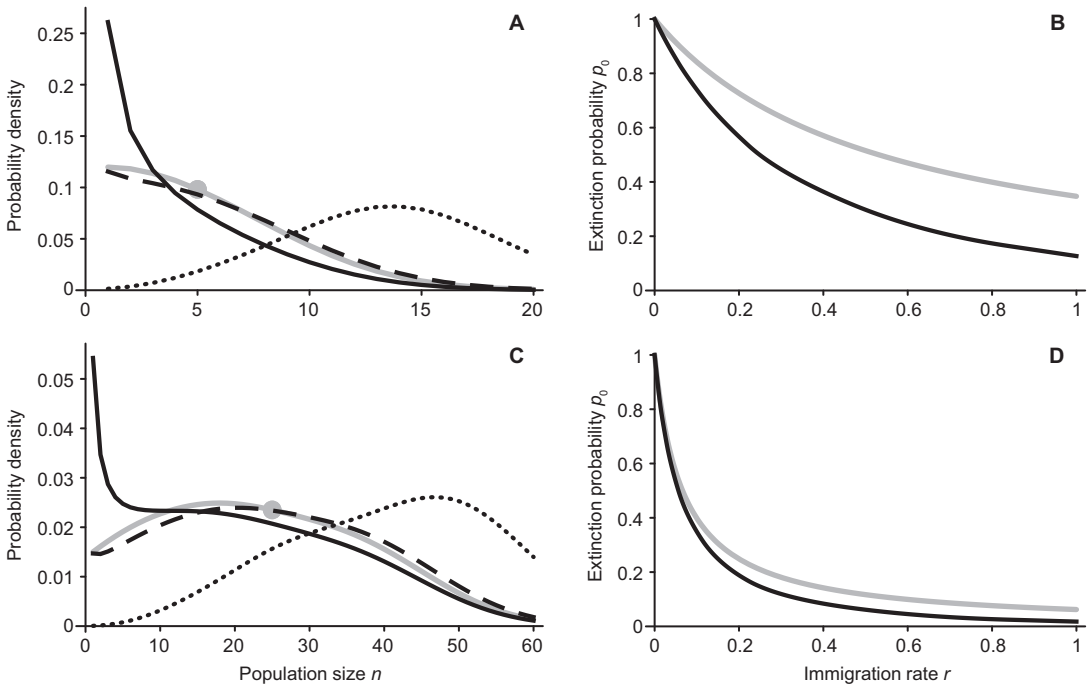 A
Probability density
0.25
0.2
0.15
0.1
0.05
0
0 5 10 15 20
B
Extinction probability p0
1
0.8
0.6
0.4
0.2
0
0.2 0.4 0.6 0.8 1
C
Probability density
0.05
0.04
0.03
0.02
0.01
0
0 10 20 30 40 50 60
Population size n
D
Extinction probability p0
1
0.8
0.6
0.4
0.2
0
0 0.2 0.4 0.6 0.8 1
Immigration rate r